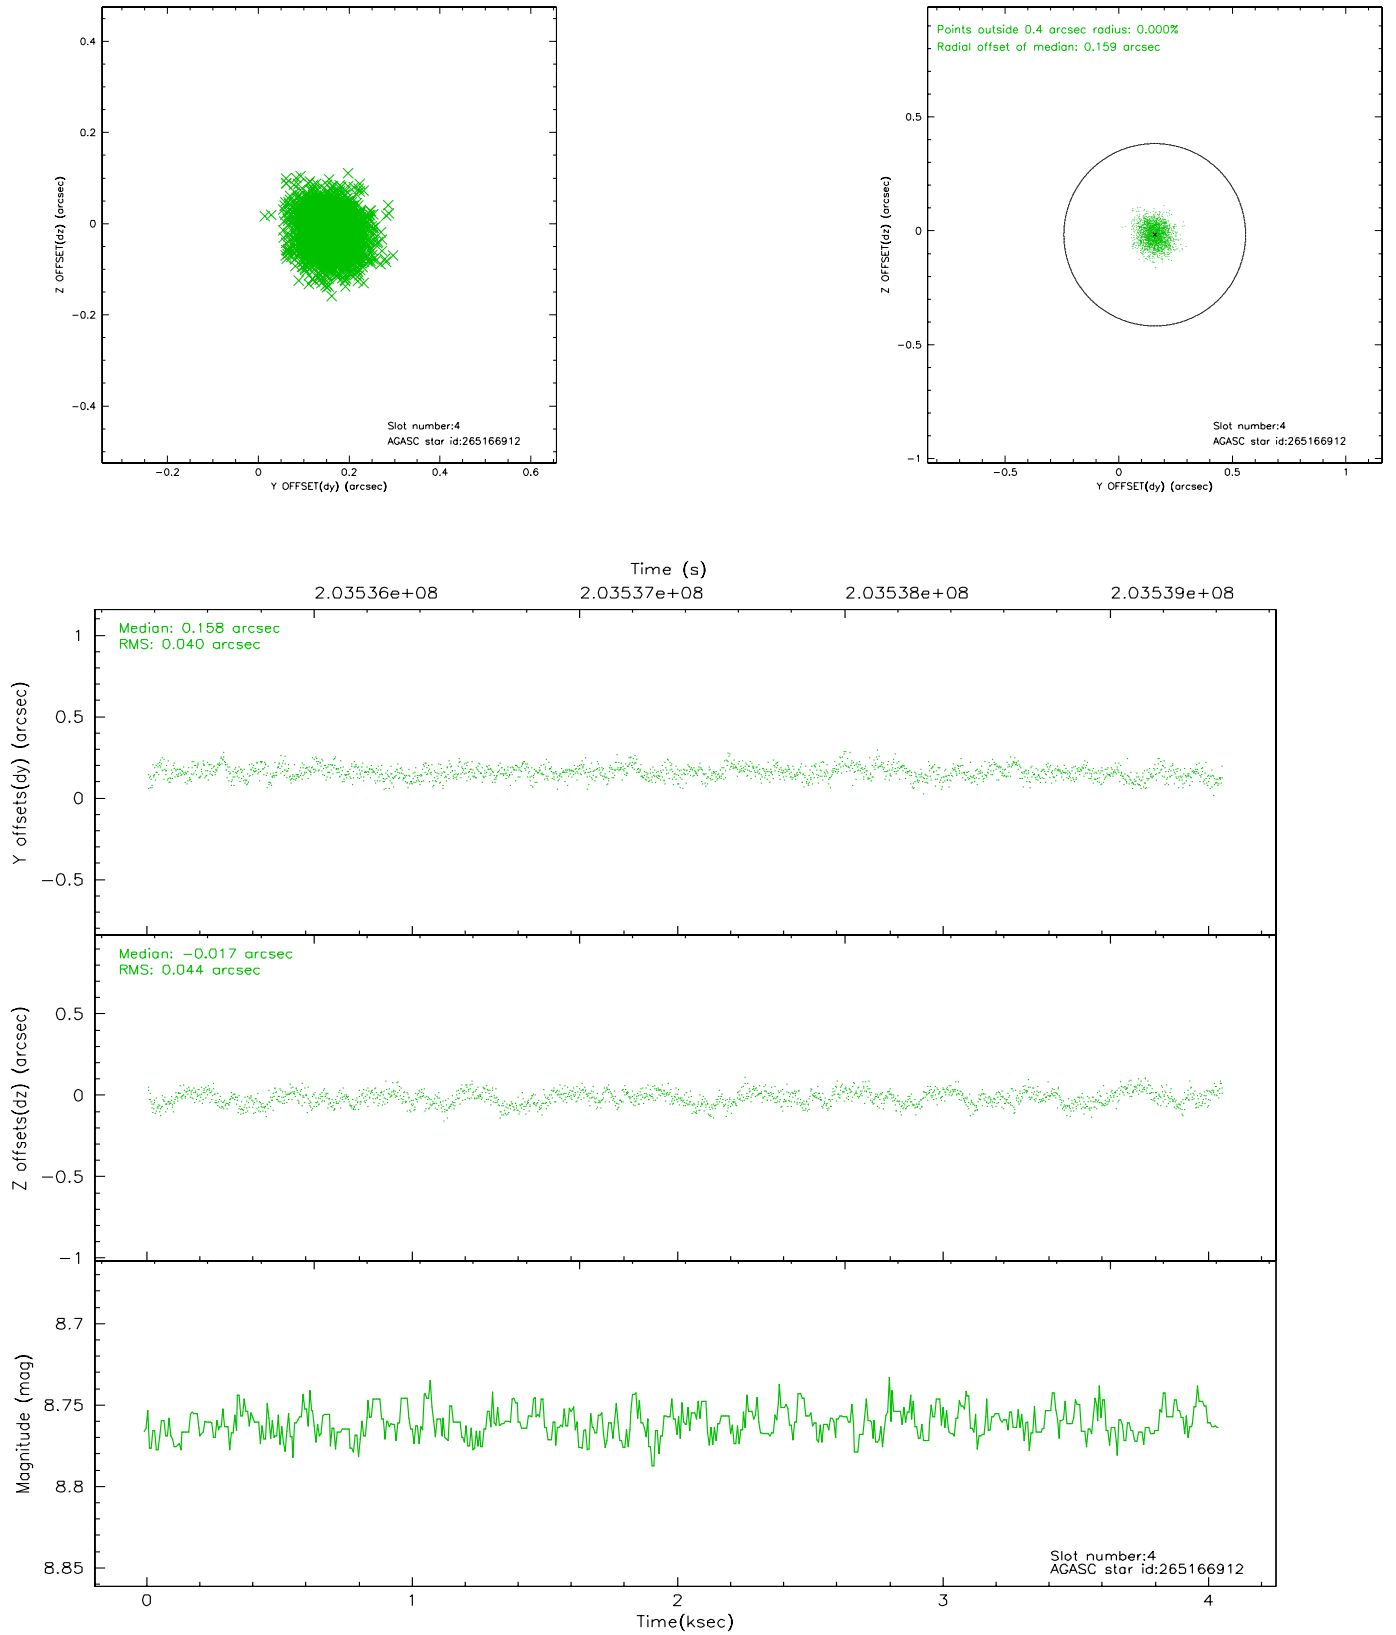 0.4
0.2
0
−0.2
−0.4
Z OFFSET(dz) (arcsec)
Slot number:4
AGASC star id:265166912
−0.2 0 0.2 0.4 0.6
Y OFFSET(dy) (arcsec)
Points outside 0.4 arcsec radius: 0.000%
Radial offset of median: 0.159 arcsec
0.5
0
−0.5
−1
Z OFFSET(dz) (arcsec)
Slot number:4
AGASC star id:265166912
−0.5 0 0.5 1
Y OFFSET(dy) (arcsec)
Time (s)
2.03536e+08 2.03537e+08 2.03538e+08 2.03539e+08
Median: 0.158 arcsec
RMS: 0.040 arcsec
1
0.5
0
−0.5
Y offsets(dy) (arcsec)
Median: −0.017 arcsec
RMS: 0.044 arcsec
0.5
0
−0.5
−1
Z offsets(dz) (arcsec)
8.7
8.75
8.8
8.85
Magnitude (mag)
Slot number:4
AGASC star id:265166912
0 1 2 3 4
Time(ksec)